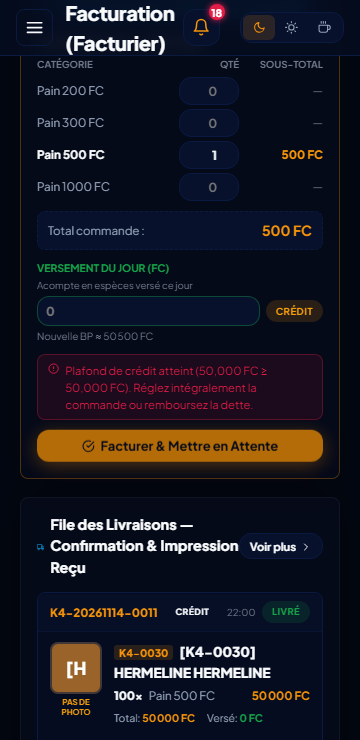 Facturation
(Facturier)
18
CATÉGORIE QTÉ SOUS-TOTAL
Pain 200 FC 0 —
Pain 300 FC 0 —
Pain 500 FC 1 500 FC
Pain 1000 FC 0 —
Total commande : 500 FC
VERSEMENT DU JOUR (FC)
Acompte en espèces versé ce jour
0 CRÉDIT
Nouvelle BP ≈ 50 500 FC
Plafond de crédit atteint (50,000 FC ≥
50,000 FC). Réglez intégralement la
commande ou remboursez la dette.
Facturer & Mettre en Attente
File des Livraisons —
Confirmation & Impression
Reçu
Voir plus
K4-20261114-0011 CRÉDIT 22:00 LIVRÉ
[H
PAS DE
PHOTO
K4-0030 [K4-0030]
HERMELINE HERMELINE
100× Pain 500 FC 50 000 FC
Total: 50 000 FC Versé: 0 FC